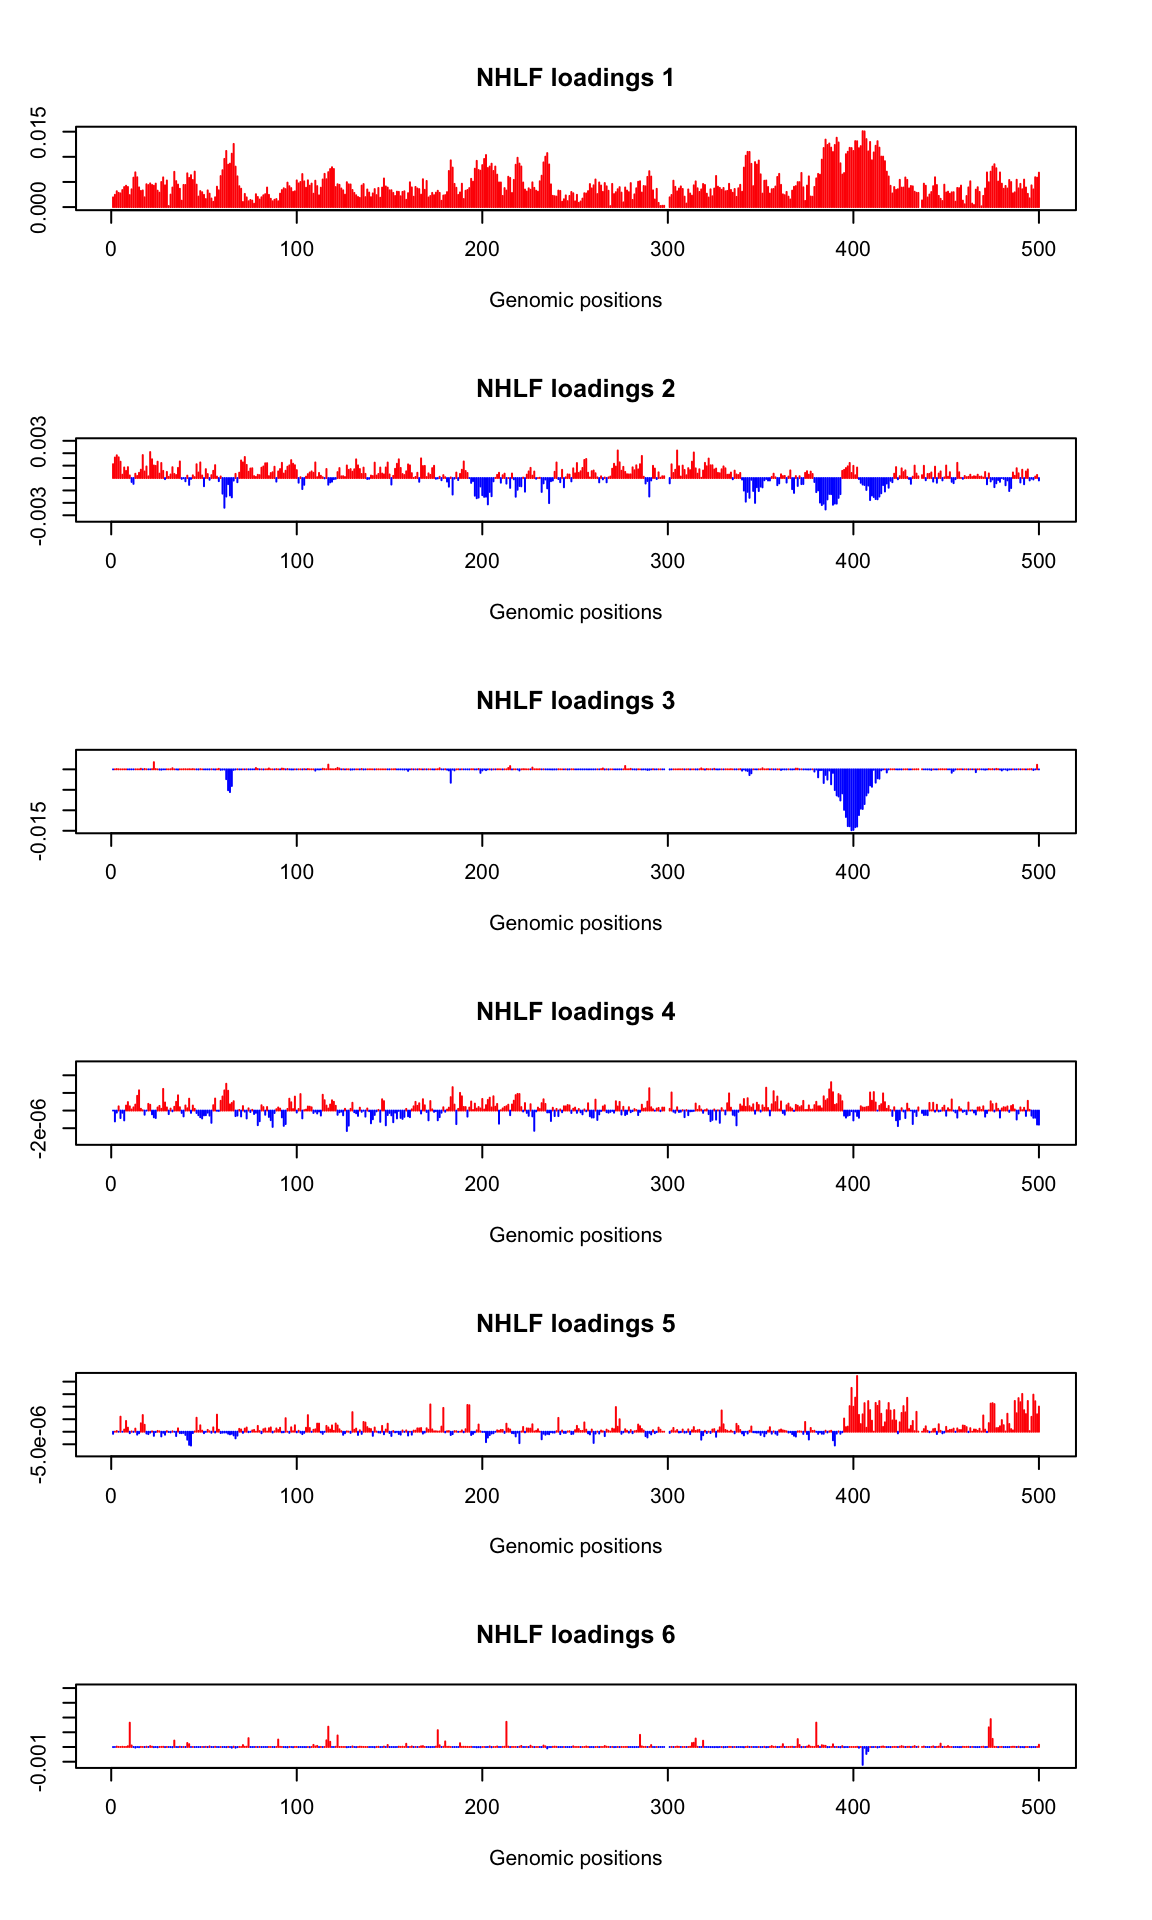 NHLF loadings 1
0.015
0.000
0 100 200 300 400 500
Genomic positions
NHLF loadings 2
0.003
-0.003
0 100 200 300 400 500
Genomic positions
NHLF loadings 3
-0.015
0 100 200 300 400 500
Genomic positions
NHLF loadings 4
-2e-06
0 100 200 300 400 500
Genomic positions
NHLF loadings 5
-5.0e-06
0 100 200 300 400 500
Genomic positions
NHLF loadings 6
-0.001
0 100 200 300 400 500
Genomic positions